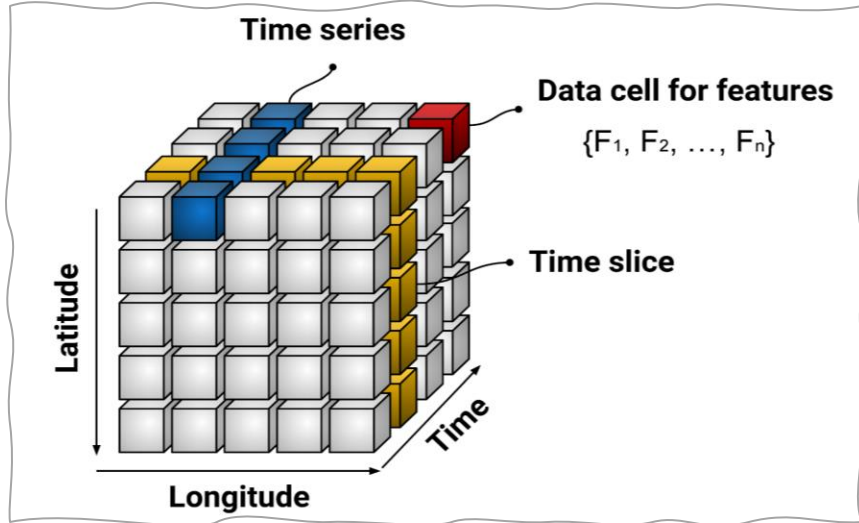 Time series
Data cell for features
{F₁, F₂, …, Fₙ}
Time slice
Latitude
Time
Longitude